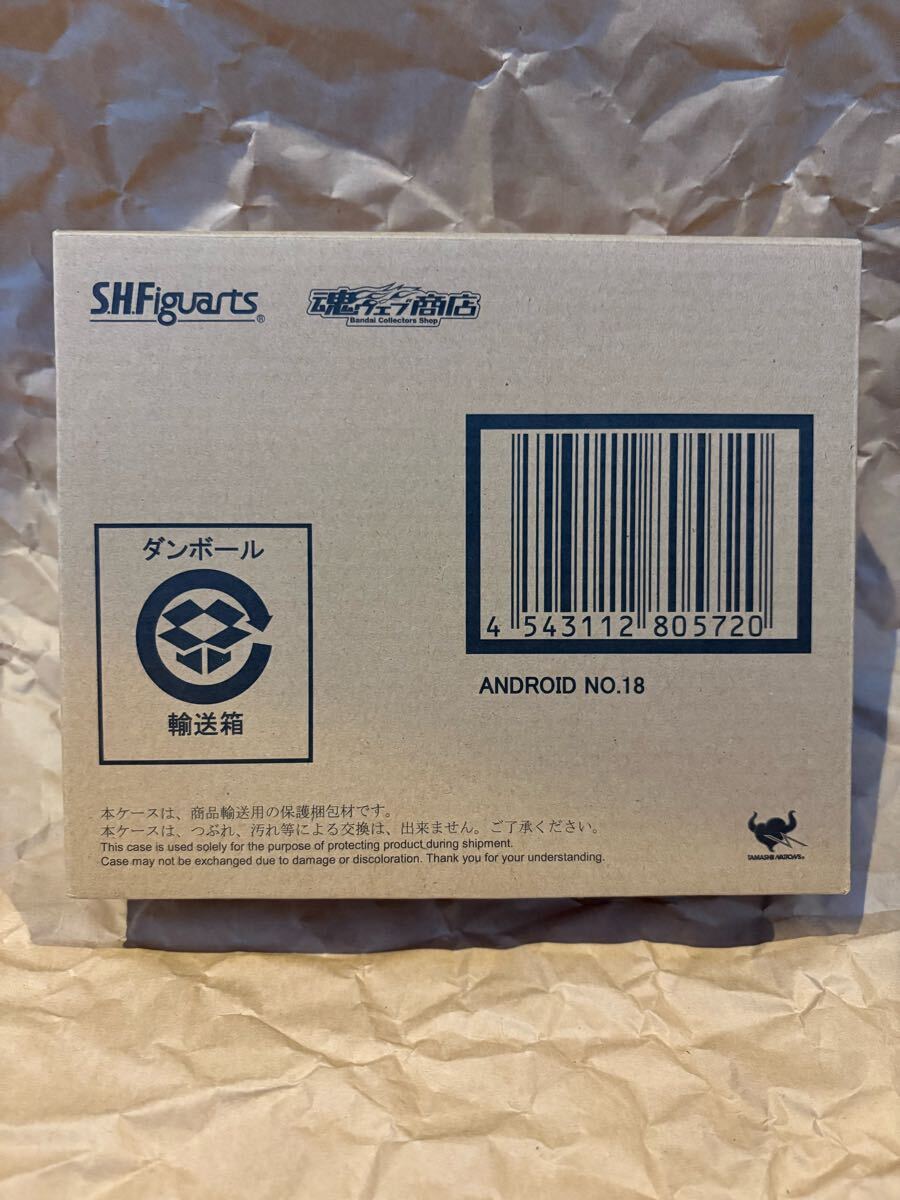 S.H.Figuarts®
魂ウェブ商店
Bandai Collectors Shop
4 543112 805720
ANDROID NO.18
ダンボール
輸送箱
本ケースは、商品輸送用の保護梱包材です。
本ケースは、つぶれ、汚れ等による交換は、出来ません。ご了承ください。
This case is used solely for the purpose of protecting product during shipment.
Case may not be exchanged due to damage or discoloration. Thank you for your understanding.
TAMASHII NATIONS®